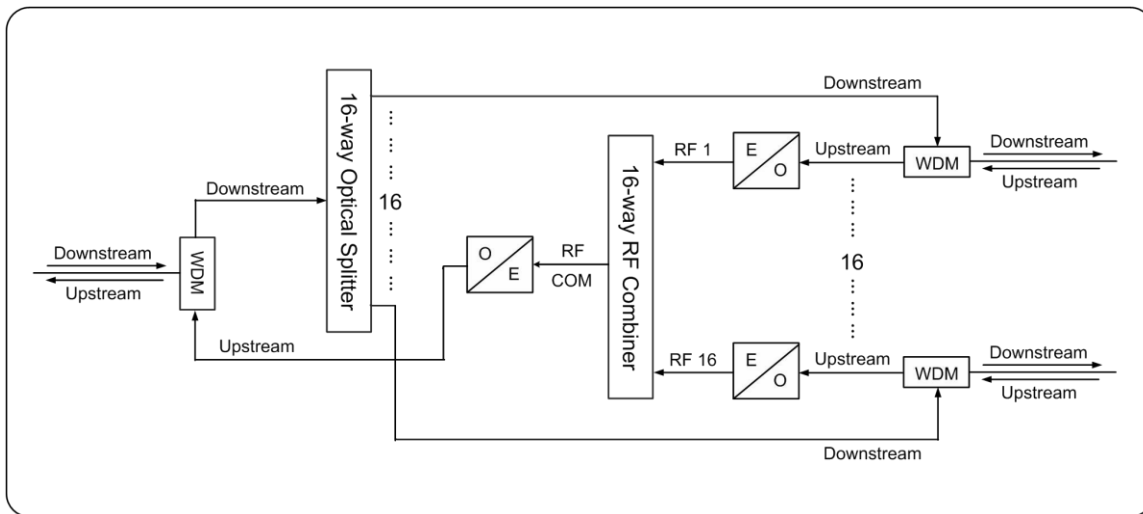 Downstream
Upstream
WDM
Downstream
Upstream
16-way Optical Splitter
16
O
E
RF
COM
16-way RF Combiner
Downstream
RF 1
E
O
Upstream
WDM
Downstream
Upstream
16
RF 16
E
O
Upstream
WDM
Downstream
Upstream
Downstream